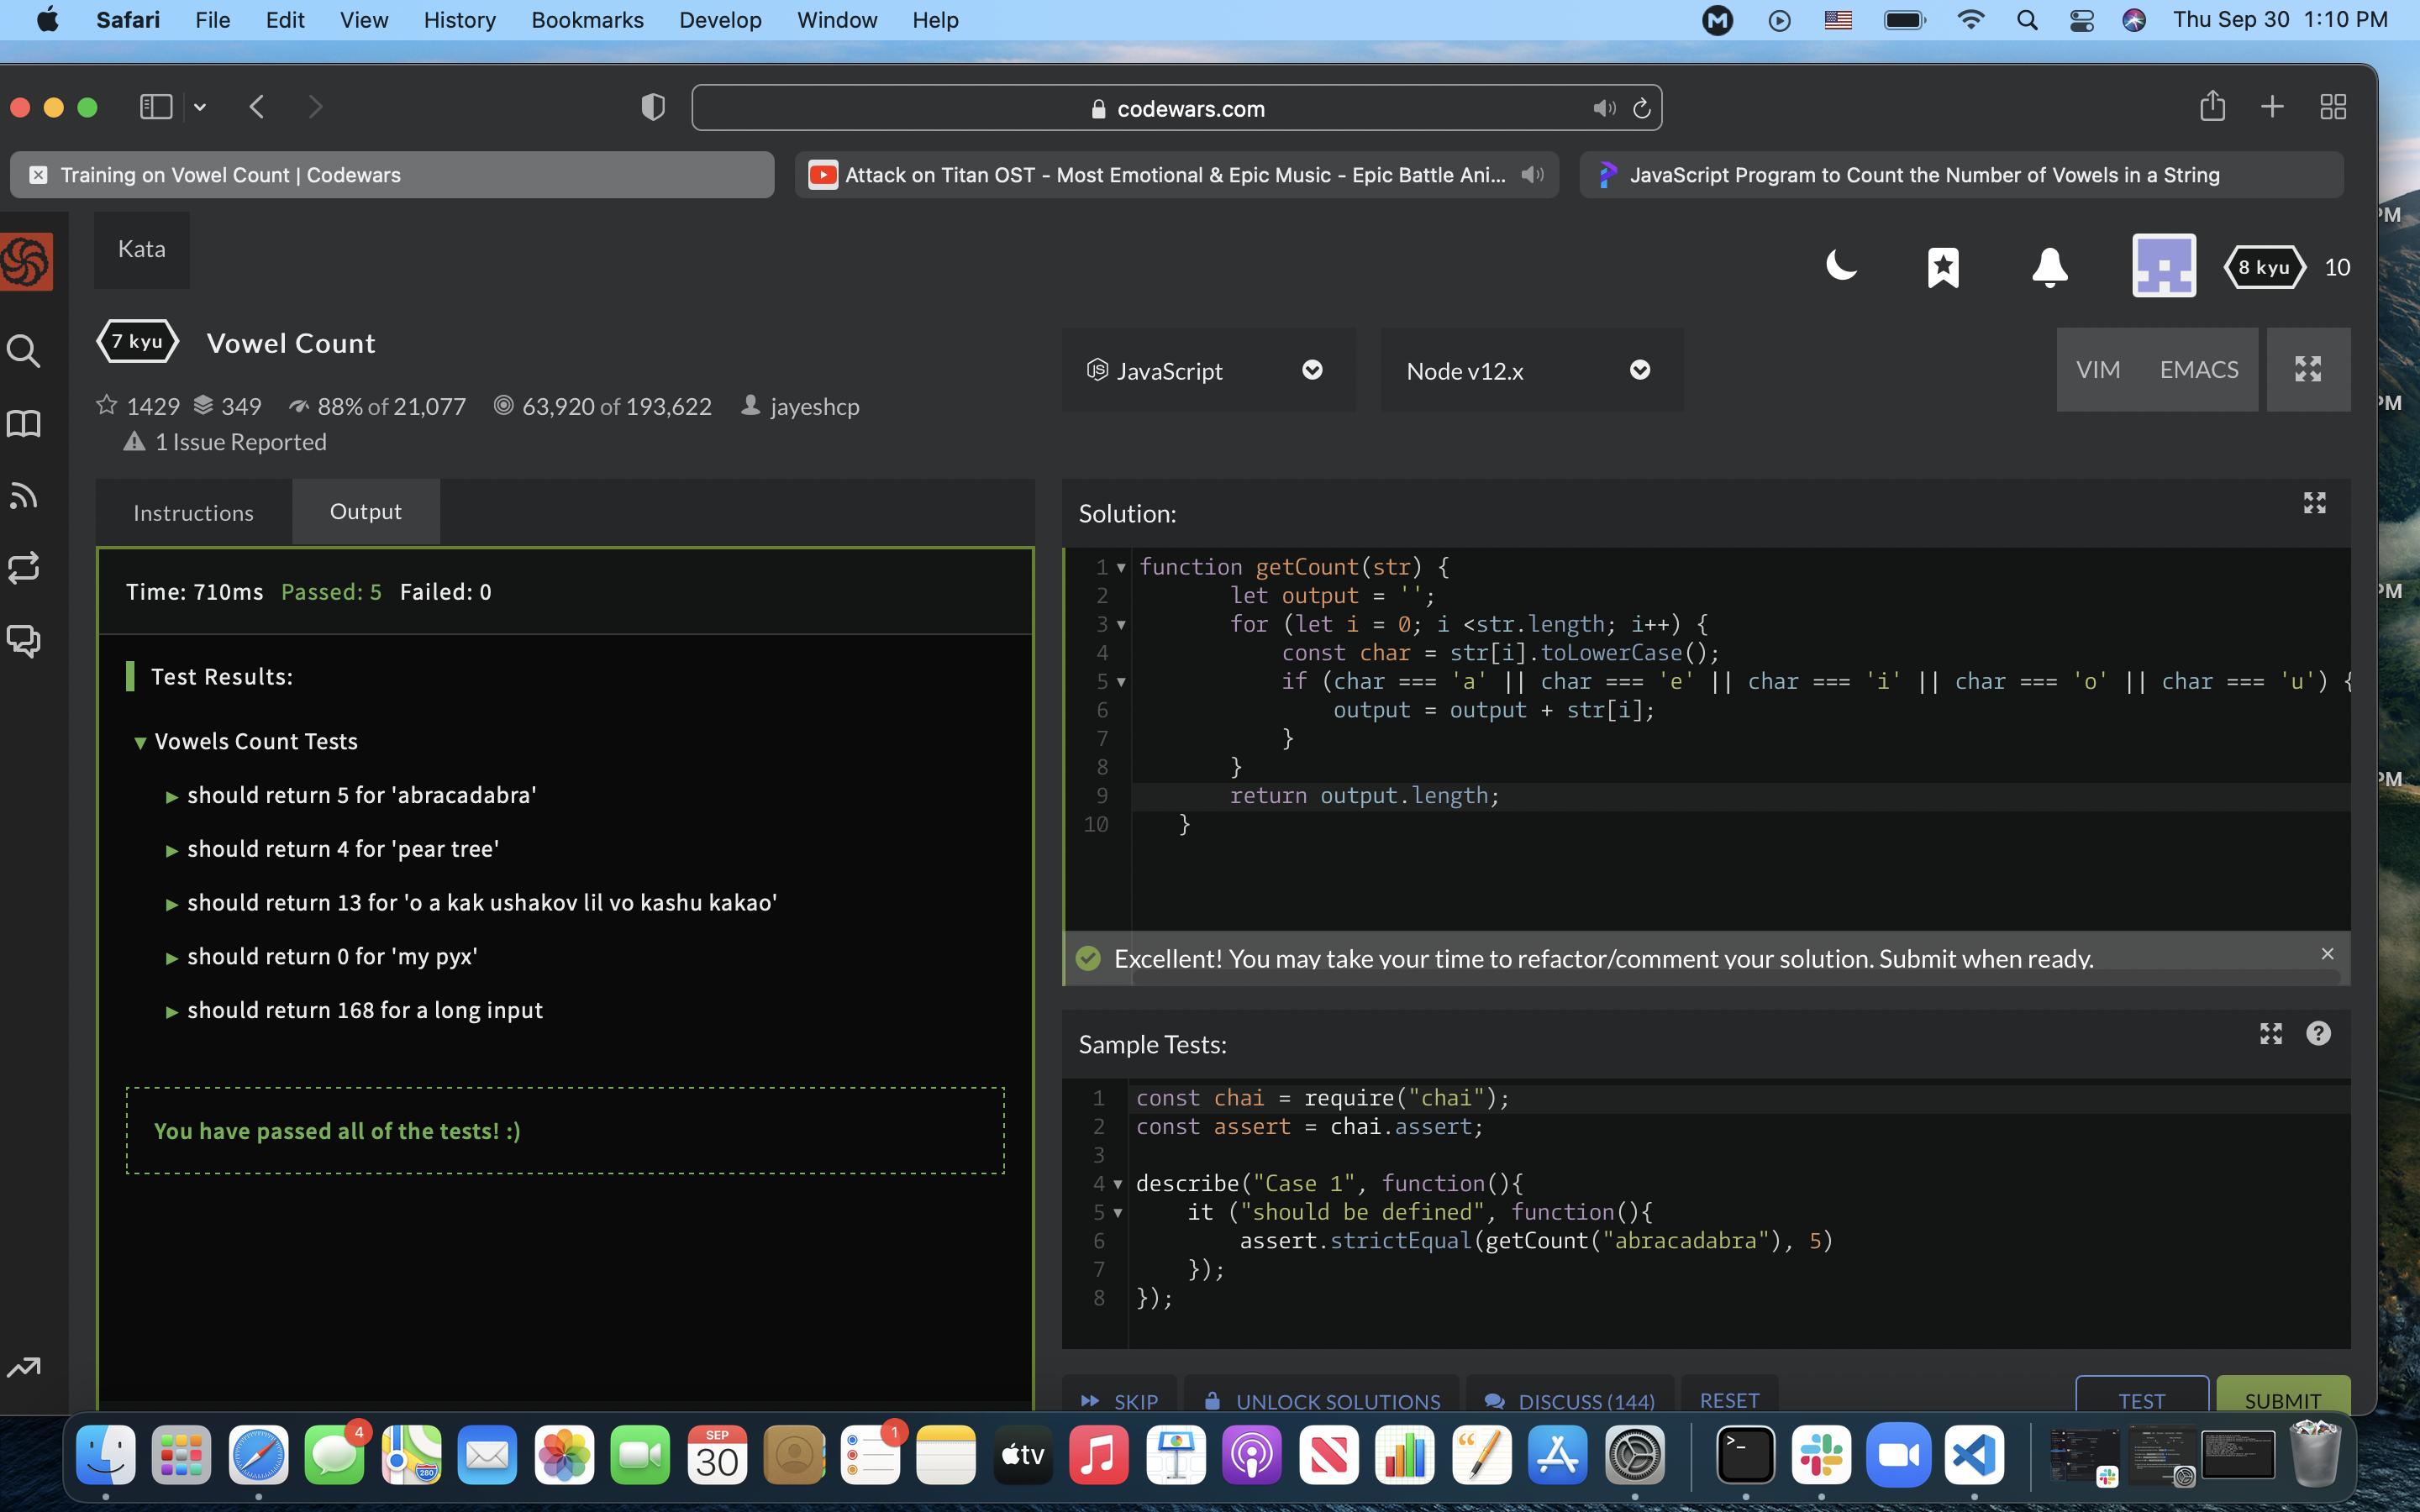 Safari File Edit View History Bookmarks Develop Window Help Thu Sep 30 1:10 PM
codewars.com
Training on Vowel Count | Codewars
Attack on Titan OST - Most Emotional & Epic Music - Epic Battle Ani...
JavaScript Program to Count the Number of Vowels in a String
PM
PM
PM
PM
Kata
8 kyu 10
7 kyu Vowel Count
1429 349 88% of 21,077 63,920 of 193,622 jayeshcp
1 Issue Reported
JavaScript
Node v12.x
VIM EMACS
Instructions Output
Time: 710ms Passed: 5 Failed: 0
Test Results:
Vowels Count Tests
should return 5 for 'abracadabra'
should return 4 for 'pear tree'
should return 13 for 'o a kak ushakov lil vo kashu kakao'
should return 0 for 'my pyx'
should return 168 for a long input
You have passed all of the tests! :)
Solution:
1 function getCount(str) {
2 let output = '';
3 for (let i = 0; i <str.length; i++) {
4 const char = str[i].toLowerCase();
5 if (char === 'a' || char === 'e' || char === 'i' || char === 'o' || char === 'u') {
6 output = output + str[i];
7 }
8 }
9 return output.length;
10 }
Excellent! You may take your time to refactor/comment your solution. Submit when ready.
Sample Tests:
1 const chai = require("chai");
2 const assert = chai.assert;
3
4 describe("Case 1", function(){
5 it ("should be defined", function(){
6 assert.strictEqual(getCount("abracadabra"), 5)
7 });
8 });
SKIP UNLOCK SOLUTIONS DISCUSS (144) RESET TEST SUBMIT
4
280
SEP
30
1
tv